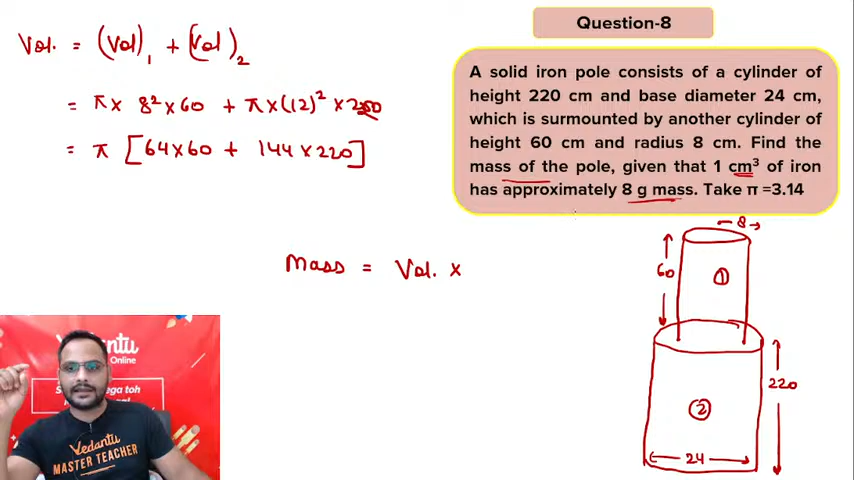 Question-8
Vol. = (Vol)₁ + (Vol)₂
= π × 8² × 60 + π × (12)² × 220
= π [64 × 60 + 144 × 220]
A solid iron pole consists of a cylinder of
height 220 cm and base diameter 24 cm,
which is surmounted by another cylinder of
height 60 cm and radius 8 cm. Find the
mass of the pole, given that 1 cm³ of iron
has approximately 8 g mass. Take π =3.14
Mass = Vol. ×
8
60
①
220
②
24
Vedantu
Online
Vedantu
MASTER TEACHER